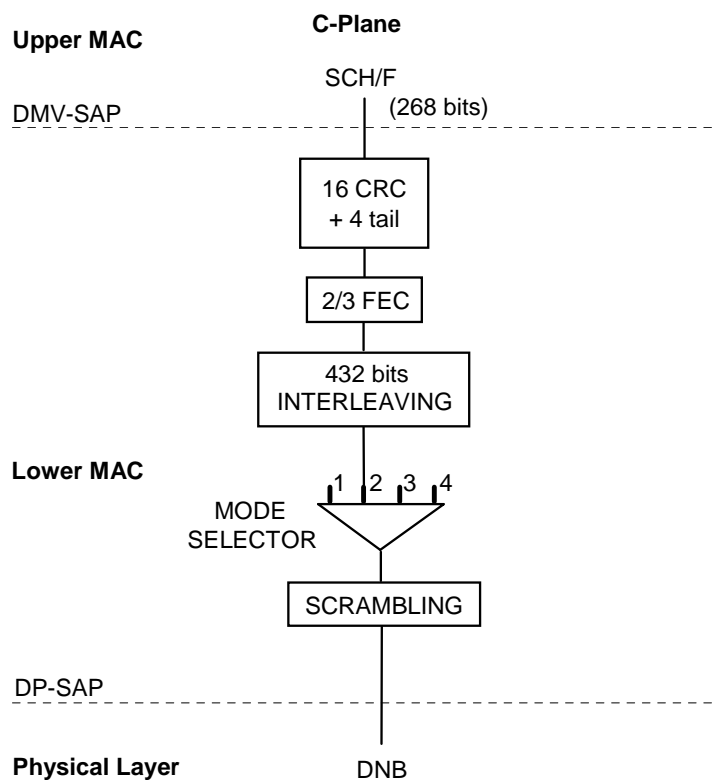 C-Plane
Upper MAC
SCH/F
DMV-SAP
(268 bits)
16 CRC
+ 4 tail
2/3 FEC
432 bits
INTERLEAVING
Lower MAC
1 2 3 4
MODE
SELECTOR
SCRAMBLING
DP-SAP
Physical Layer
DNB